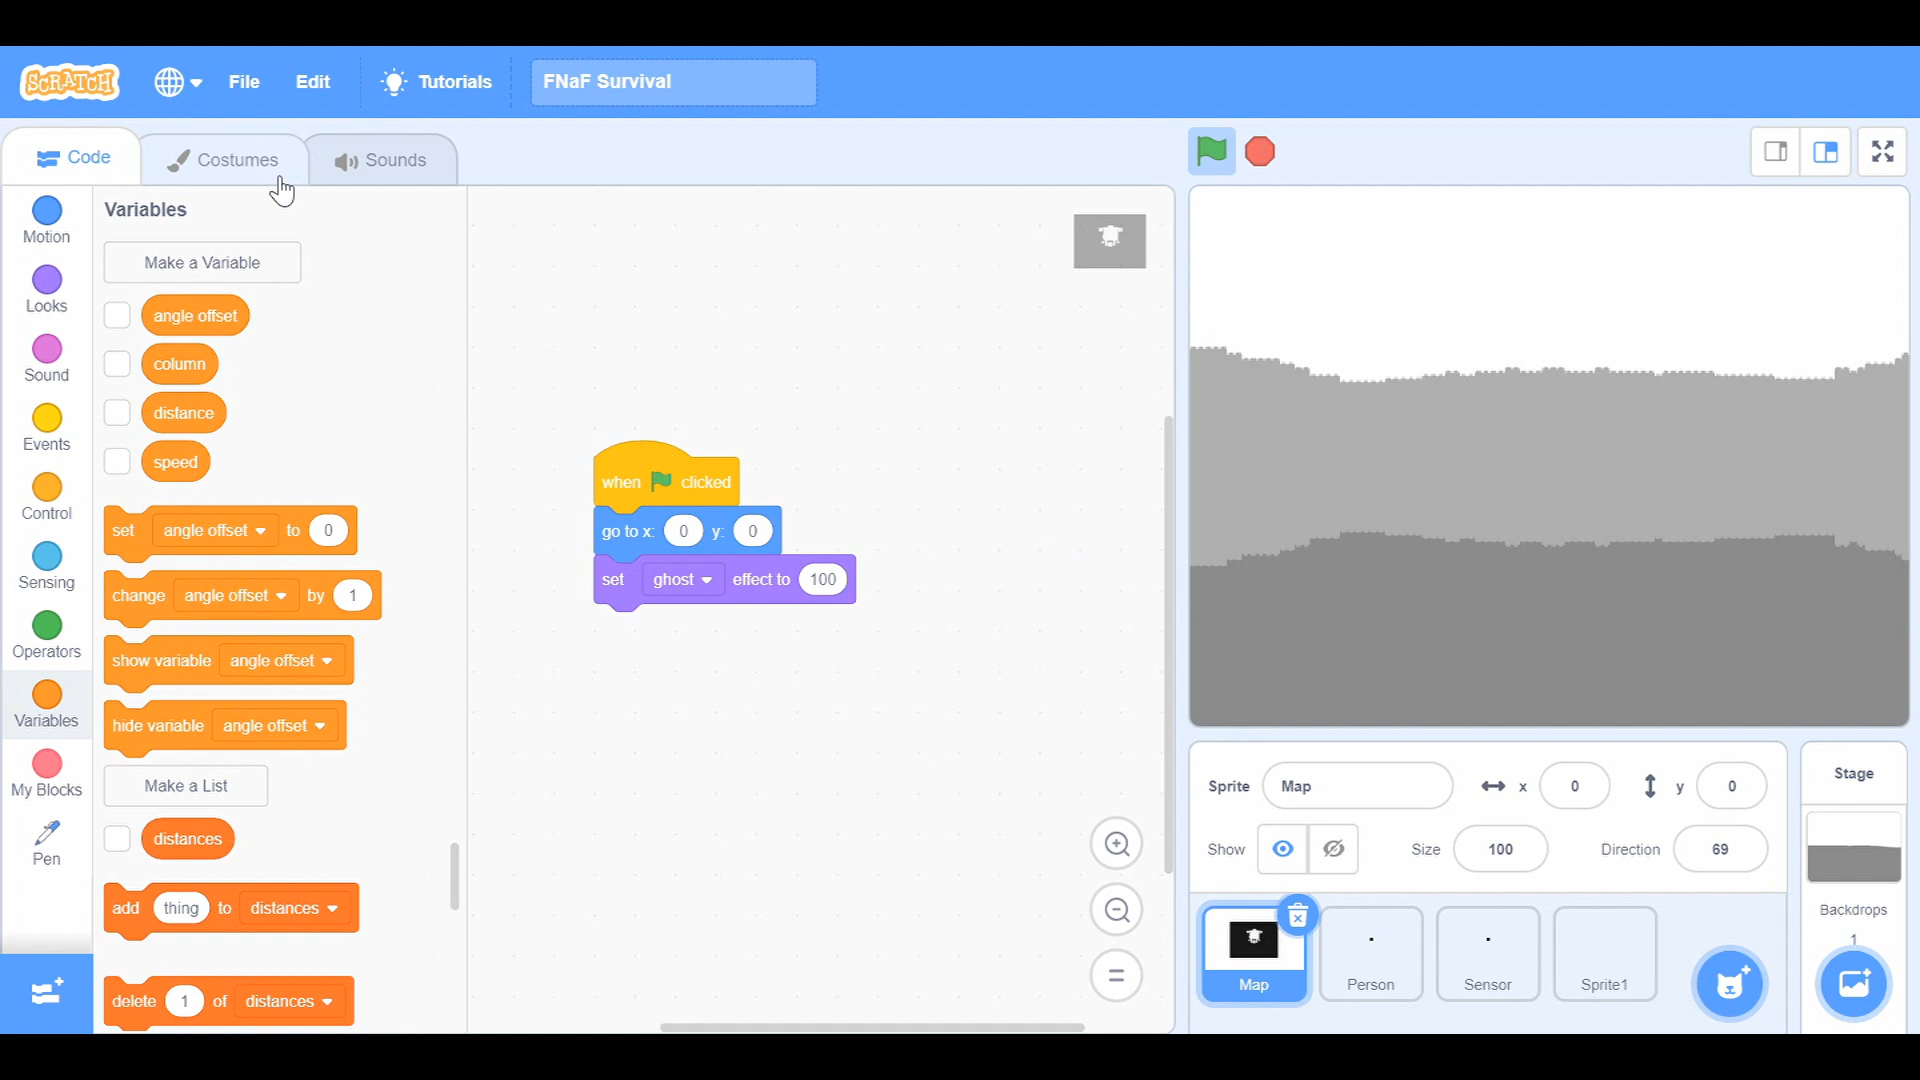 SCRATCH File Edit Tutorials FNaF Survival
Code Costumes Sounds
Motion
Looks
Sound
Events
Control
Sensing
Operators
Variables
My Blocks
Pen
Variables
Make a Variable
angle offset
column
distance
speed
set angle offset to 0
change angle offset by 1
show variable angle offset
hide variable angle offset
Make a List
distances
add thing to distances
delete 1 of distances
when clicked
go to x: 0 y: 0
set ghost effect to 100
Sprite Map x 0 y 0
Show Size 100 Direction 69
Map
Person
Sensor
Sprite1
Stage
Backdrops
1